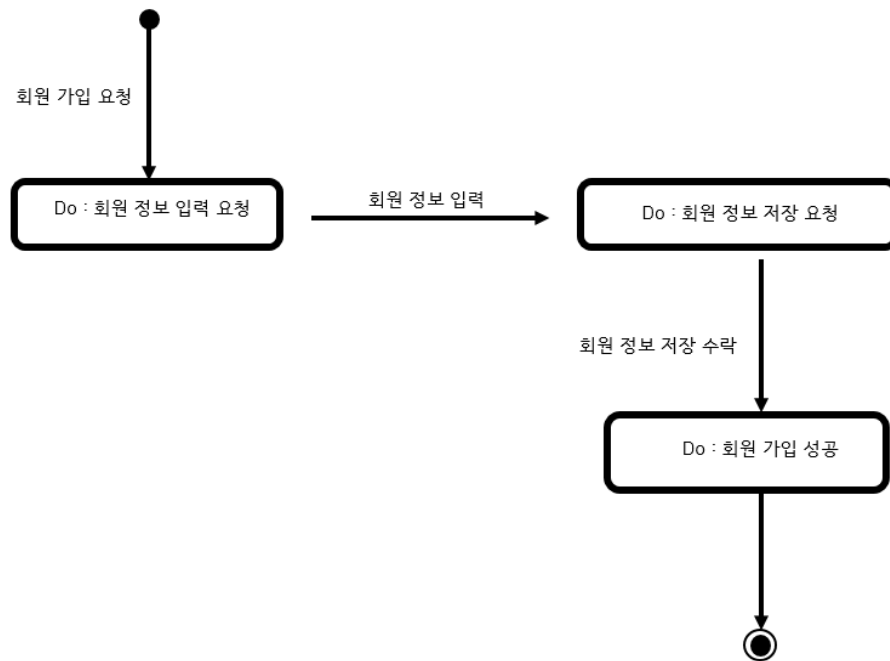 회원 가입 요청
Do : 회원 정보 입력 요청
회원 정보 입력
Do : 회원 정보 저장 요청
회원 정보 저장 수락
Do : 회원 가입 성공